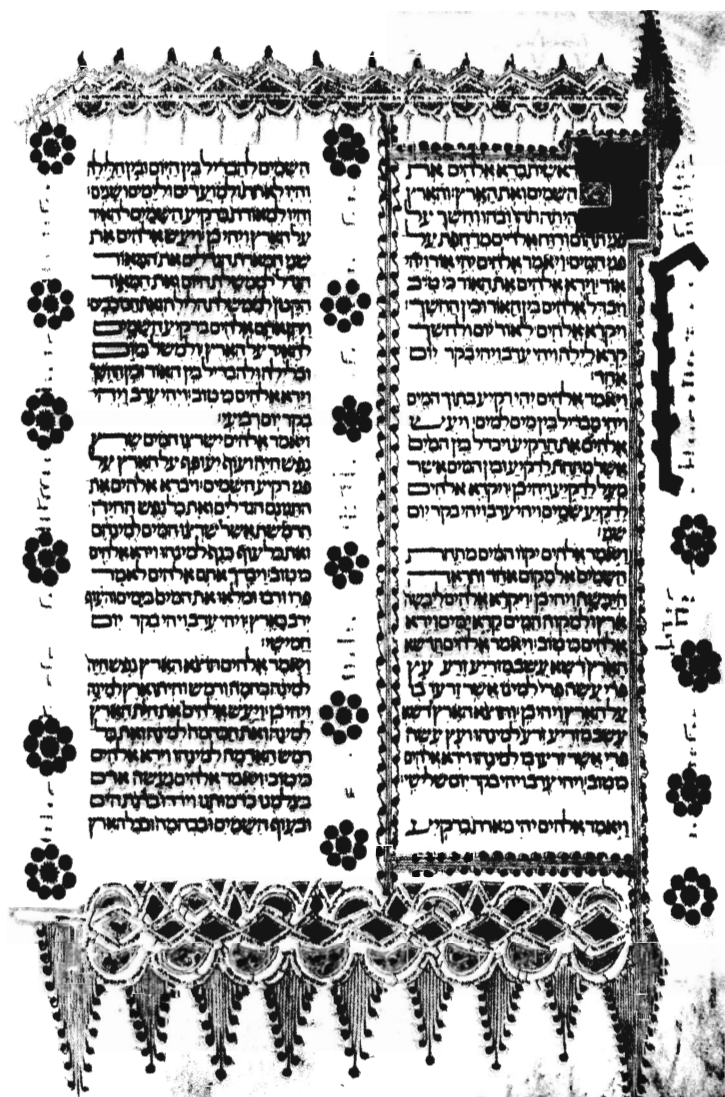 ראשית ברא אלהים את
השמים ואת הארץ והארץ
היתה תהו ובהו וחשך על
פני תהום ורוח אלהים מרחפת על
פני המים ׃ ויאמר אלהים יהי אור ויהי
אור ׃ וירא אלהים את האור כי טוב
ויבדל אלהים בין האור ובין החשך ׃
ויקרא אלהים לאור יום ולחשך
קרא לילה ויהי ערב ויהי בקר יום
אחד ׃
ויאמר אלהים יהי רקיע בתוך המים
ויהי מבדיל בין מים למים ׃ ויעש
אלהים את הרקיע ויבדל בין המים
אשר מתחת לרקיע ובין המים אשר
מעל לרקיע ויהי כן ׃ ויקרא אלהים
לרקיע שמים ויהי ערב ויהי בקר יום
שני ׃
ויאמר אלהים יקוו המים מתחת
השמים אל מקום אחד ותראה
היבשה ויהי כן ׃ ויקרא אלהים ליבשה
ארץ ולמקוה המים קרא ימים וירא
אלהים כי טוב ׃ ויאמר אלהים תדשא
הארץ דשא עשב מזריע זרע עץ
פרי עשה פרי למינו אשר זרעו בו
על הארץ ויהי כן ׃ ותוצא הארץ דשא
עשב מזריע זרע למינהו ועץ עשה
פרי אשר זרעו בו למינהו וירא אלהים
כי טוב ׃ ויהי ערב ויהי בקר יום שלישי ׃
ויאמר אלהים יהי מארת ברקיע
השמים להבדיל בין היום ובין הלילה
והיו לאתת ולמועדים ולימים ושנים ׃
והיו למאורת ברקיע השמים להאיר
על הארץ ויהי כן ׃ ויעש אלהים את
שני המארת הגדלים את המאור
הגדל לממשלת היום ואת המאור
הקטן לממשלת הלילה ואת הכוכבים ׃
ויתן אתם אלהים ברקיע השמים
להאיר על הארץ ׃ ולמשל ביום
ובלילה ולהבדיל בין האור ובין החשך
וירא אלהים כי טוב ׃ ויהי ערב ויהי
בקר יום רביעי ׃
ויאמר אלהים ישרצו המים שרץ
נפש חיה ועוף יעופף על הארץ על
פני רקיע השמים ׃ ויברא אלהים את
התנינם הגדלים ואת כל נפש החיה
הרמשת אשר שרצו המים למינהם
ואת כל עוף כנף למינהו וירא אלהים
כי טוב ׃ ויברך אתם אלהים לאמר
פרו ורבו ומלאו את המים בימים והעוף
ירב בארץ ׃ ויהי ערב ויהי בקר יום
חמישי ׃
ויאמר אלהים תוצא הארץ נפש חיה
למינה בהמה ורמש וחיתו ארץ למינה
ויהי כן ׃ ויעש אלהים את חית הארץ
למינה ואת הבהמה למינה ואת כל
רמש האדמה למינהו וירא אלהים
כי טוב ׃ ויאמר אלהים נעשה אדם
בצלמנו כדמותנו וירדו בדגת הים
ובעוף השמים ובבהמה ובכל הארץ